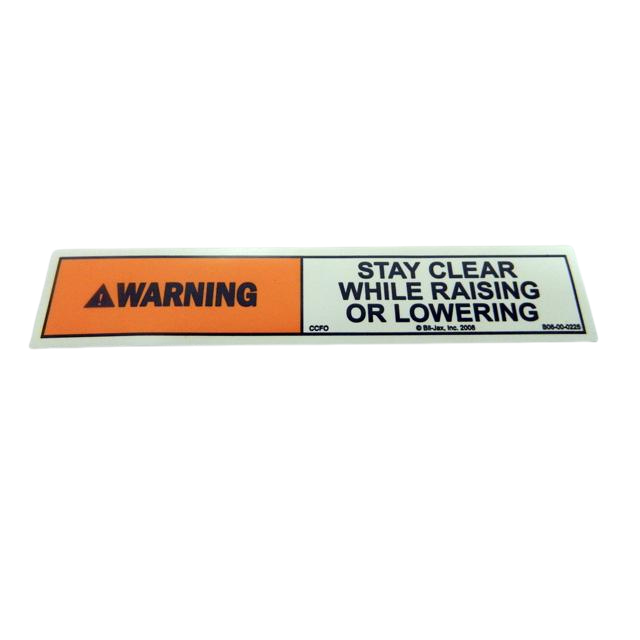 WARNING
STAY CLEAR
WHILE RAISING
OR LOWERING
CCFO © Bil-Jax, Inc. 2008 B06-00-0225